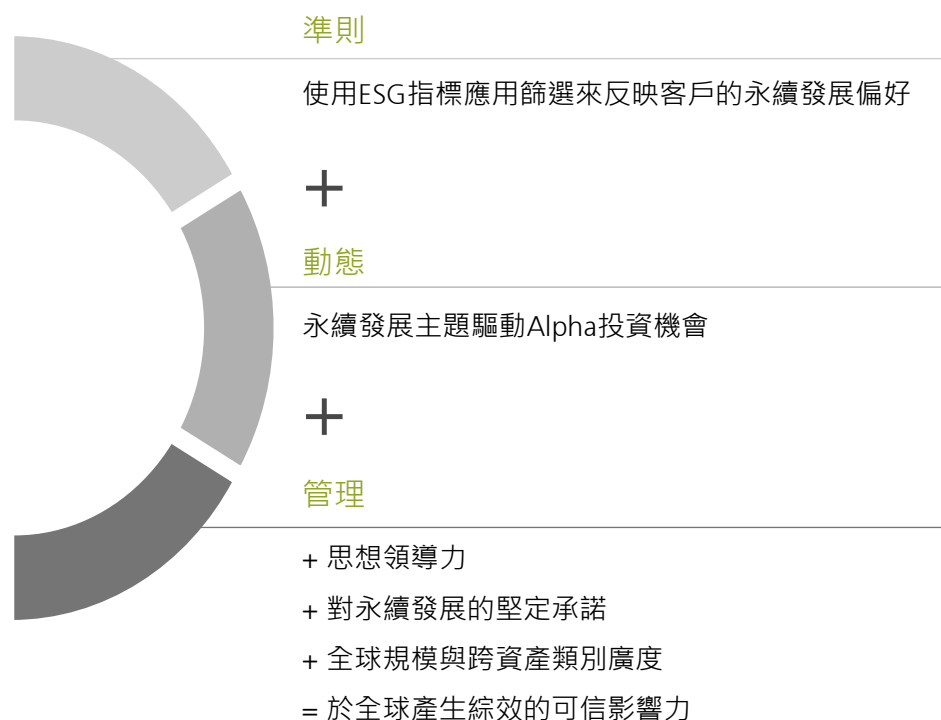 準則
使用ESG指標應用篩選來反映客戶的永續發展偏好
+
動態
永續發展主題驅動Alpha投資機會
+
管理
+ 思想領導力
+ 對永續發展的堅定承諾
+ 全球規模與跨資產類別廣度
= 於全球產生綜效的可信影響力